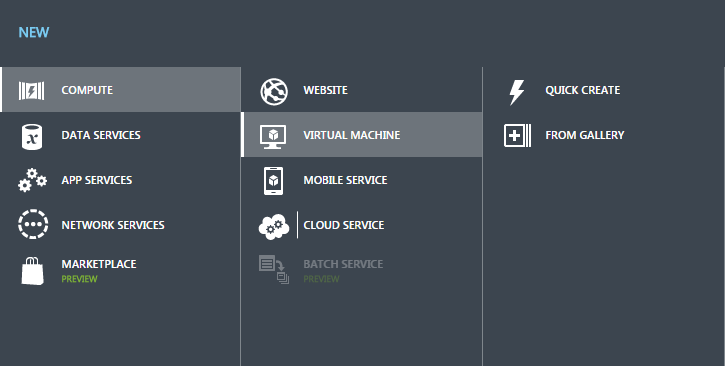 NEW
COMPUTE
DATA SERVICES
APP SERVICES
NETWORK SERVICES
MARKETPLACE
PREVIEW
WEBSITE
VIRTUAL MACHINE
MOBILE SERVICE
CLOUD SERVICE
BATCH SERVICE
PREVIEW
QUICK CREATE
FROM GALLERY